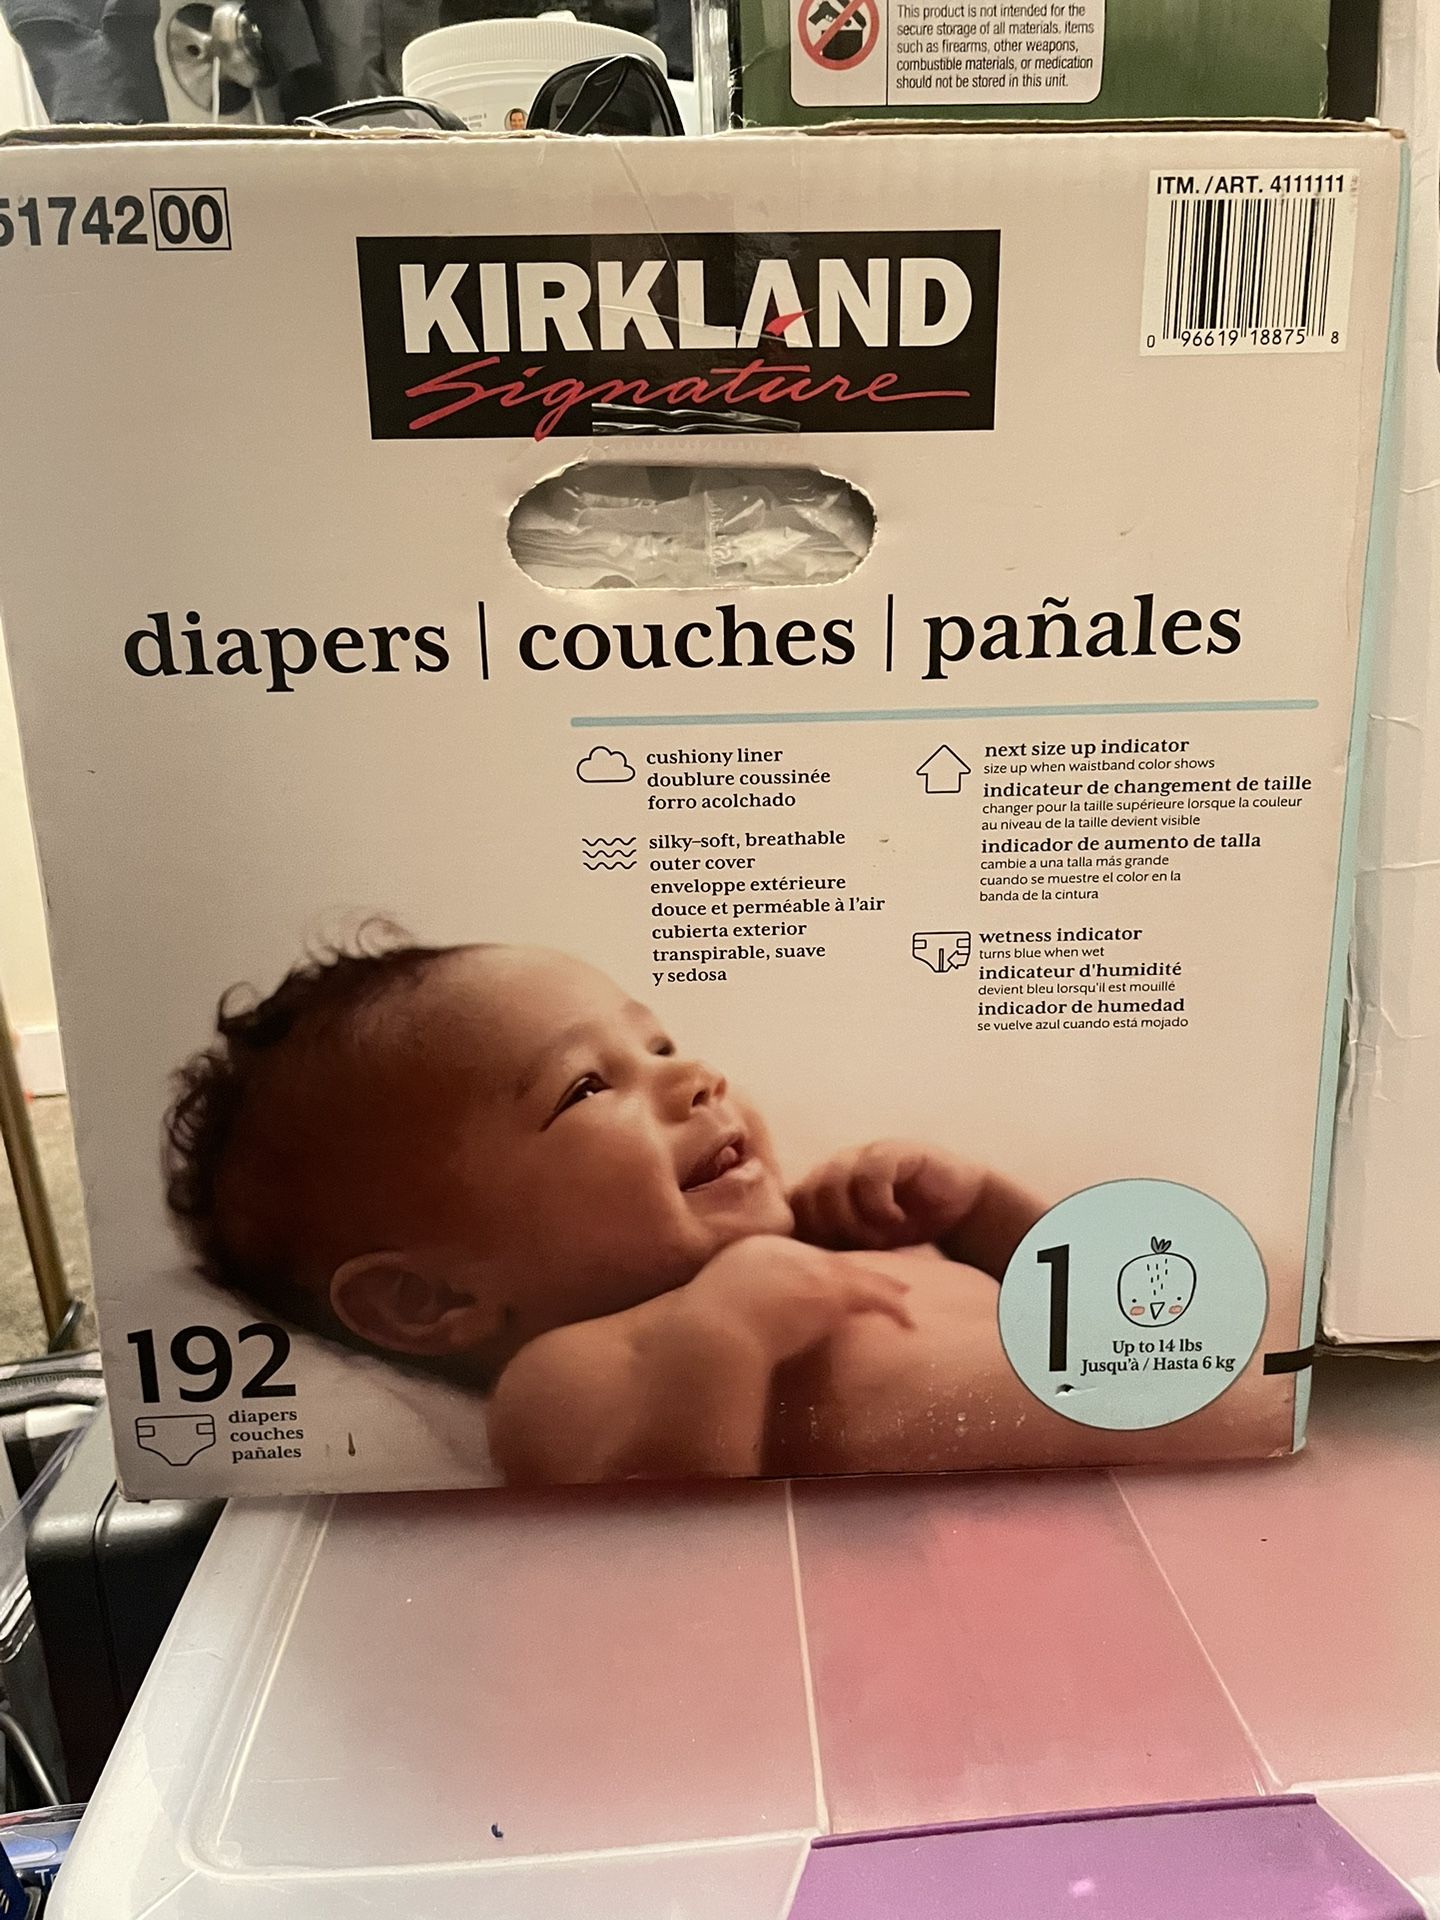 This product is not intended for the
secure storage of all materials. Items
such as firearms, other weapons,
combustible materials, or medication
should not be stored in this unit.
51742 00
ITM. /ART. 4111111
0 96619 18875 8
KIRKLAND
Signature
diapers | couches | pañales
cushiony liner
doublure coussinée
forro acolchado
silky-soft, breathable
outer cover
enveloppe extérieure
douce et perméable à l'air
cubierta exterior
transpirable, suave
y sedosa
next size up indicator
size up when waistband color shows
indicateur de changement de taille
changer pour la taille supérieure lorsque la couleur
au niveau de la taille devient visible
indicador de aumento de talla
cambie a una talla más grande
cuando se muestre el color en la
banda de la cintura
wetness indicator
turns blue when wet
indicateur d'humidité
devient bleu lorsqu'il est mouillé
indicador de humedad
se vuelve azul cuando está mojado
1
Up to 14 lbs
Jusqu'à / Hasta 6 kg
192
diapers
couches
pañales